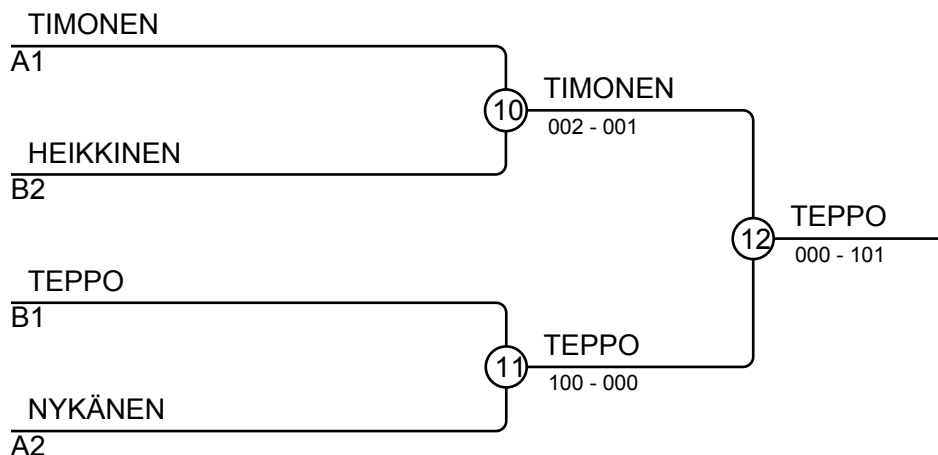 TIMONEN
A1
10
TIMONEN
002 - 001
HEIKKINEN
B2
12
TEPPO
000 - 101
TEPPO
B1
11
TEPPO
100 - 000
NYKÄNEN
A2